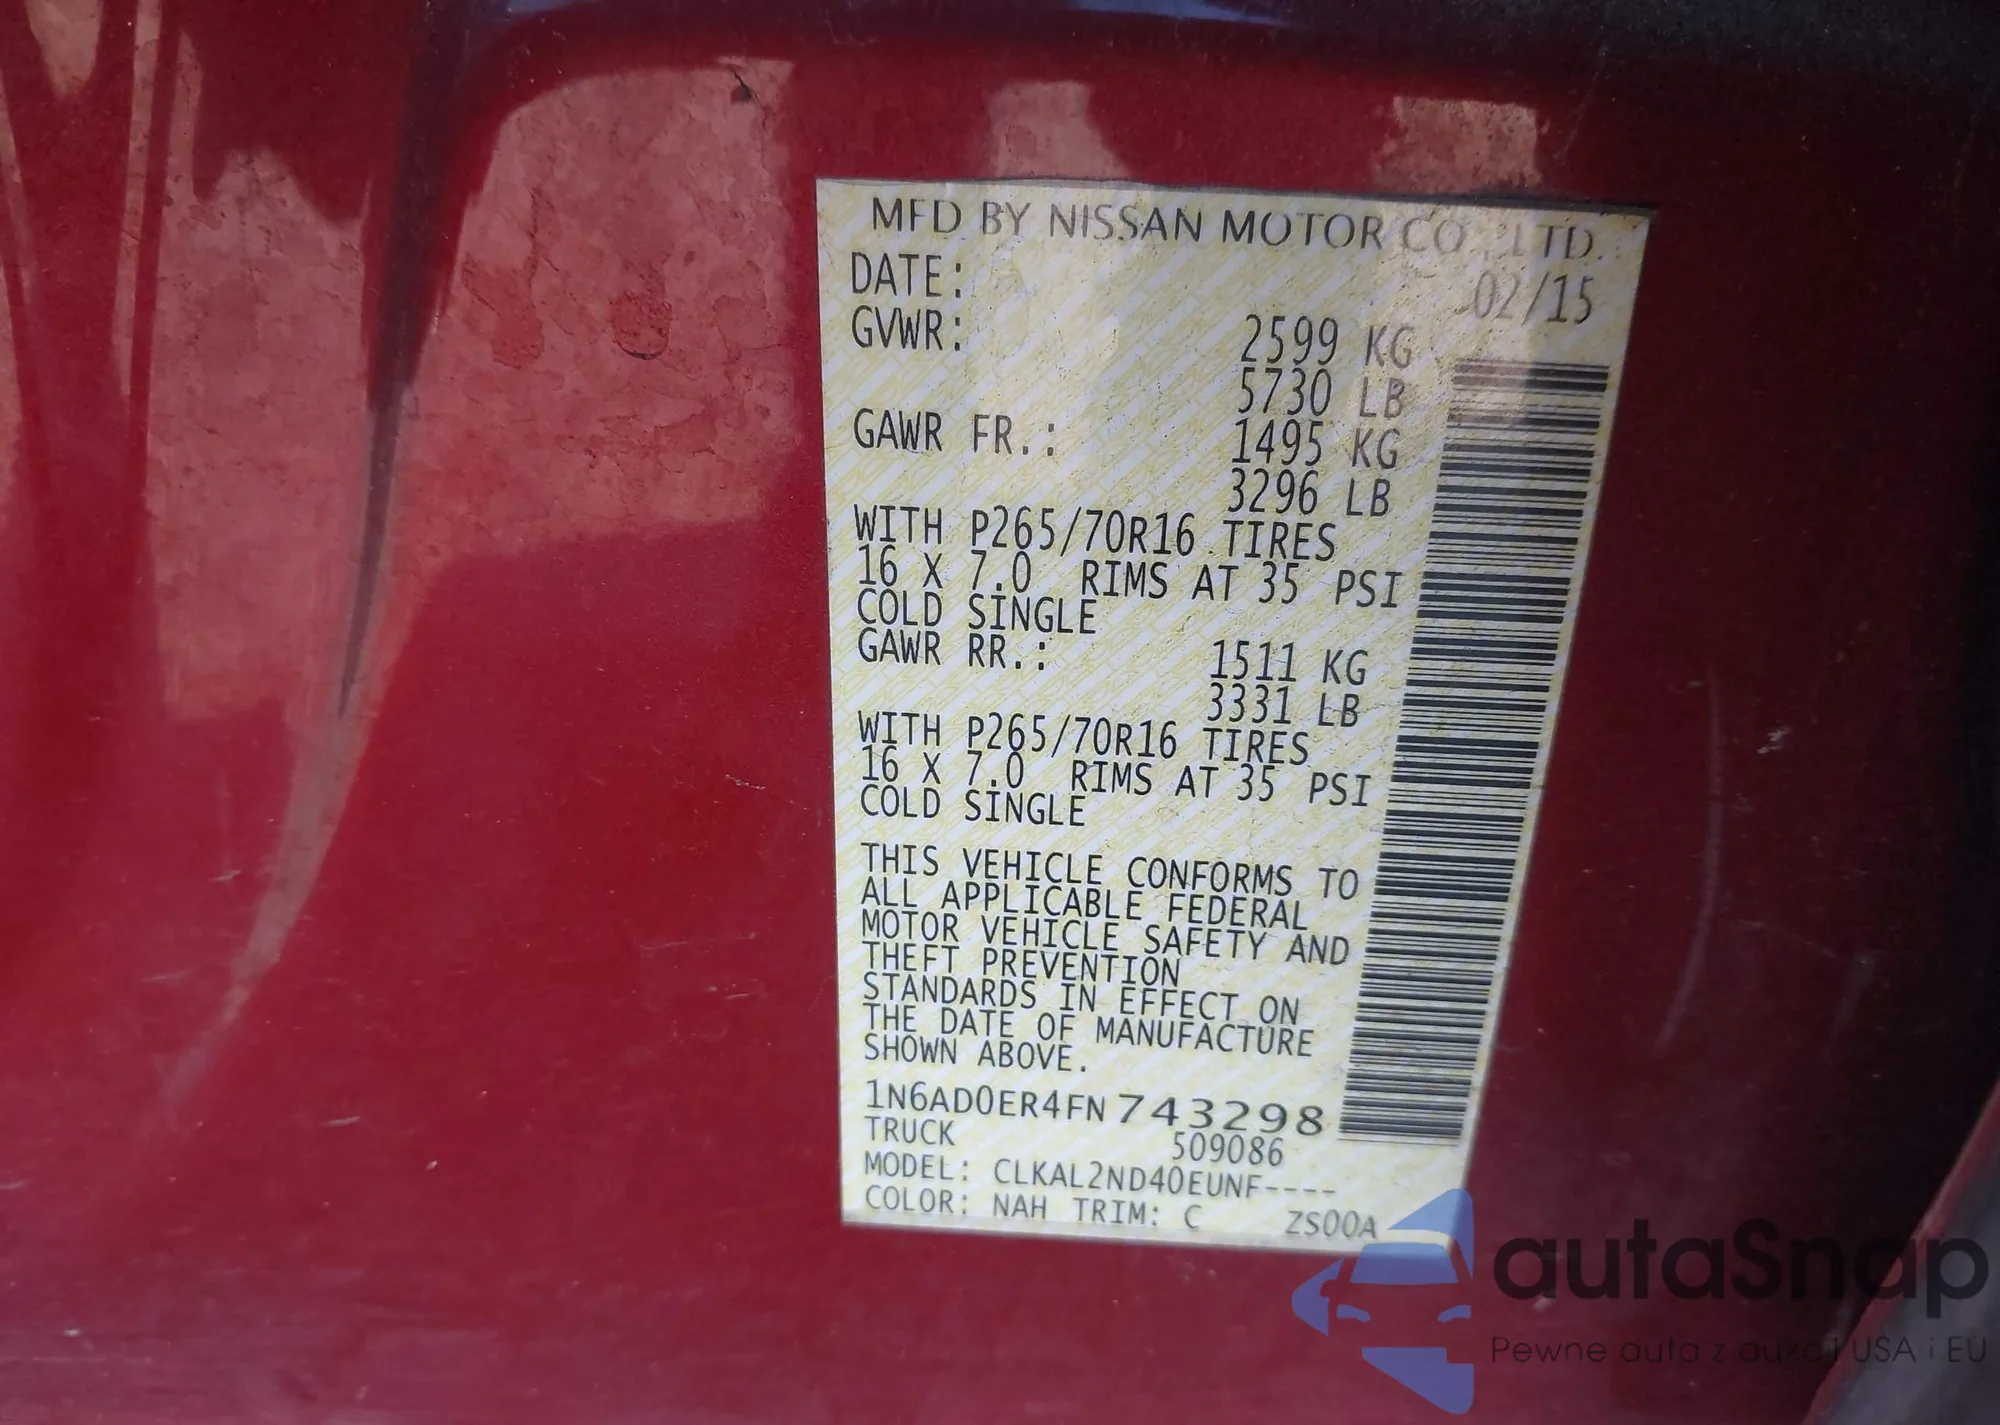 MFD BY NISSAN MOTOR CO.,LTD.
DATE: 02/15
GVWR: 2599 KG
5730 LB
GAWR FR.: 1495 KG
3296 LB
WITH P265/70R16 TIRES
16 X 7.0 RIMS AT 35 PSI
COLD SINGLE
GAWR RR.: 1511 KG
3331 LB
WITH P265/70R16 TIRES
16 X 7.0 RIMS AT 35 PSI
COLD SINGLE
THIS VEHICLE CONFORMS TO
ALL APPLICABLE FEDERAL
MOTOR VEHICLE SAFETY AND
THEFT PREVENTION
STANDARDS IN EFFECT ON
THE DATE OF MANUFACTURE
SHOWN ABOVE.
1N6AD0ER4FN743298
TRUCK 509086
MODEL: CLKAL2ND40EUNF----
COLOR: NAH TRIM: C ZS00A
autaSnap
Pewne auta z aukcji USA i EU